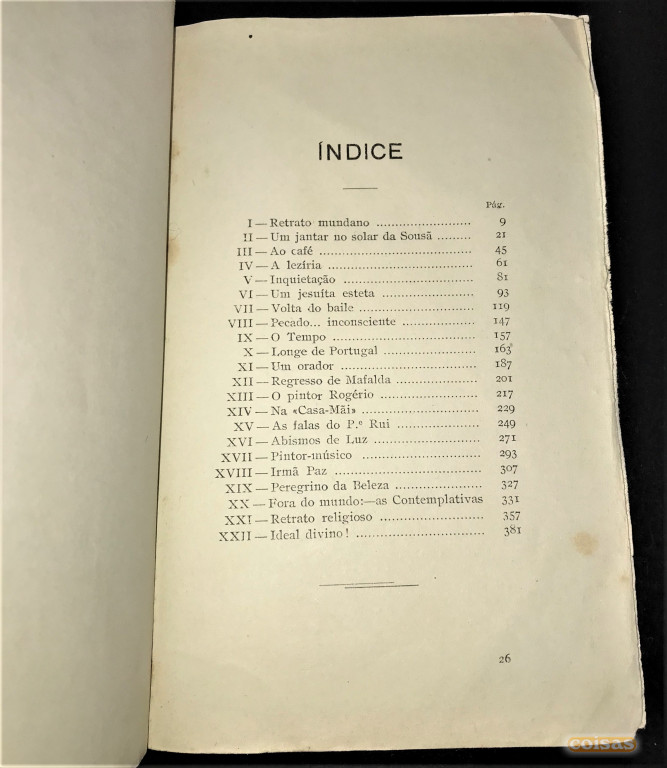 ÍNDICE
Pág.
I — Retrato mundano ........................ 9
II — Um jantar no solar da Sousã ......... 21
III — Ao café ................................... 45
IV — A lezíria ................................... 61
V — Inquietação ............................... 81
VI — Um jesuíta esteta ....................... 93
VII — Volta do baile ........................... 119
VIII — Pecado... inconsciente ................. 147
IX — O Tempo ................................. 157
X — Longe de Portugal ..................... 163
XI — Um orador ............................... 187
XII — Regresso de Mafalda ................... 201
XIII — O pintor Rogério ....................... 217
XIV — Na «Casa-Mãi» ........................... 229
XV — As falas do P.e Rui ................... 249
XVI — Abismos de Luz ......................... 271
XVII — Pintor-músico ........................... 293
XVIII — Irmã Paz ................................. 307
XIX — Peregrino da Beleza ................... 327
XX — Fora do mundo:—as Contemplativas 331
XXI — Retrato religioso ....................... 357
XXII — Ideal divino! ............................. 381
26
coisas